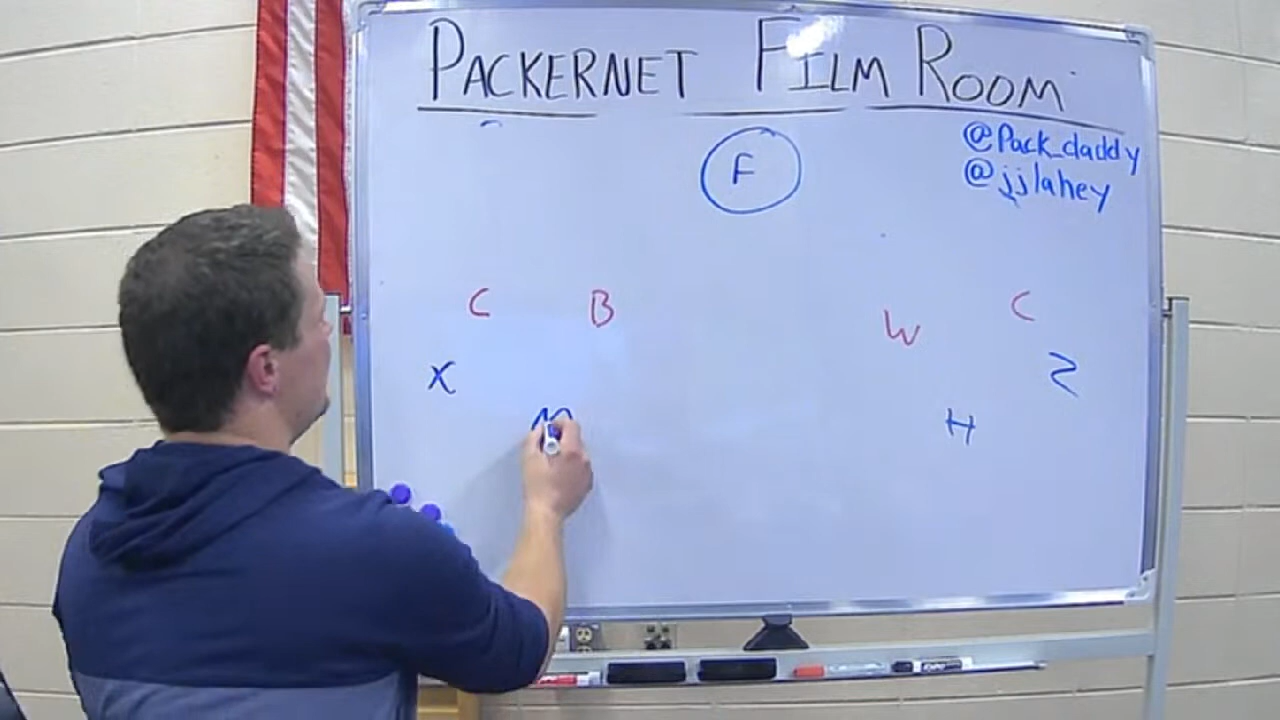 PACKERNET FILM ROOM
@Pack_daddy
@jjlahey
F
C B W C
X Z
H